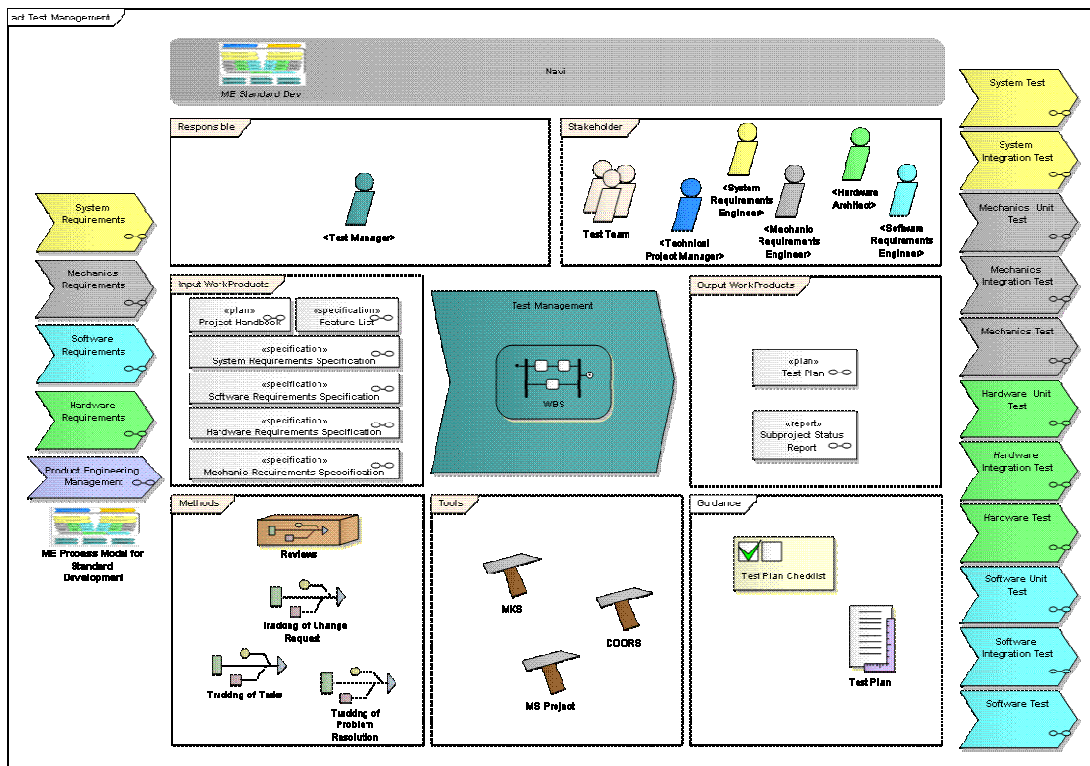 act Test Management
Navi
ME Standard Dev
Responsible
<Test Manager>
Stakeholder
Test Team
<Technical
Project Manager>
<System
Requirements
Engineer>
<Mechanic
Requirements
Engineer>
<Hardware
Architect>
<Software
Requirements
Engineer>
System
Requirements
Mechanics
Requirements
Software
Requirements
Hardware
Requirements
Product Engineering
Management
ME Process Model for
Standard
Development
Input WorkProducts
«plan»
Project Handbook
«specification»
Feature List
«specification»
System Requirements Specification
«specification»
Software Requirements Specification
«specification»
Hardware Requirements Specification
«specification»
Mechanic Requirements Specification
Test Management
WBS
Output WorkProducts
«plan»
Test Plan
«report»
Subproject Status
Report
Methods
Reviews
Tracking of Change
Request
Tracking of Tasks
Tracking of
Problem
Resolution
Tools
MKS
COORS
MS Project
Guidance
Test Plan Checklist
Test Plan
System Test
System
Integration Test
Mechanics Unit
Test
Mechanics
Integration Test
Mechanics Test
Hardware Unit
Test
Hardware
Integration Test
Hardware Test
Software Unit
Test
Software
Integration Test
Software Test